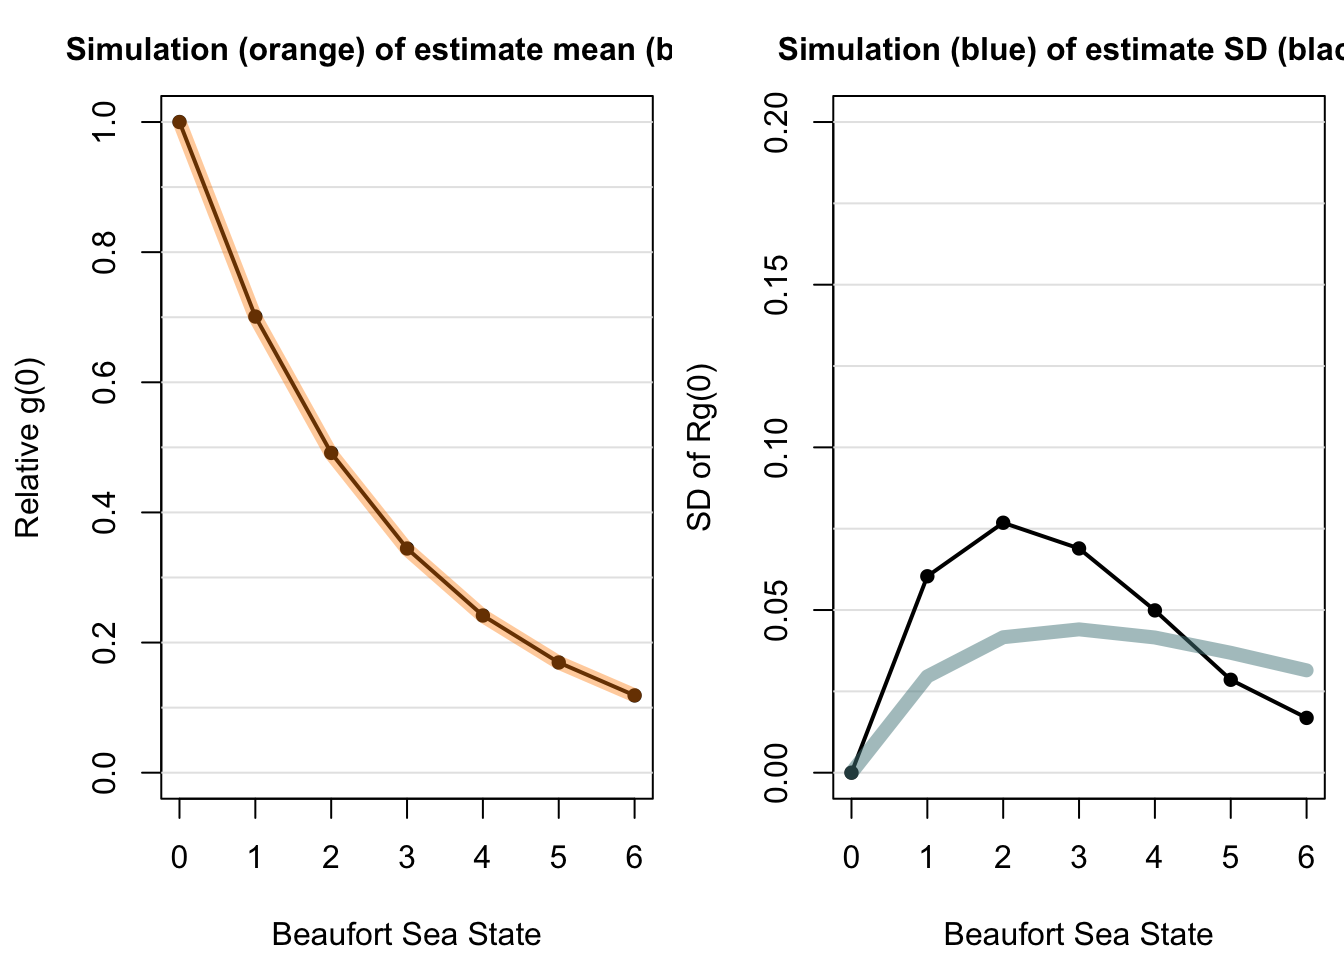 Simulation (orange) of estimate mean (b
1.0
0.8
0.6
0.4
0.2
0.0
Relative g(0)
0 1 2 3 4 5 6
Beaufort Sea State
Simulation (blue) of estimate SD (blac
0.20
0.15
0.10
0.05
0.00
SD of Rg(0)
0 1 2 3 4 5 6
Beaufort Sea State